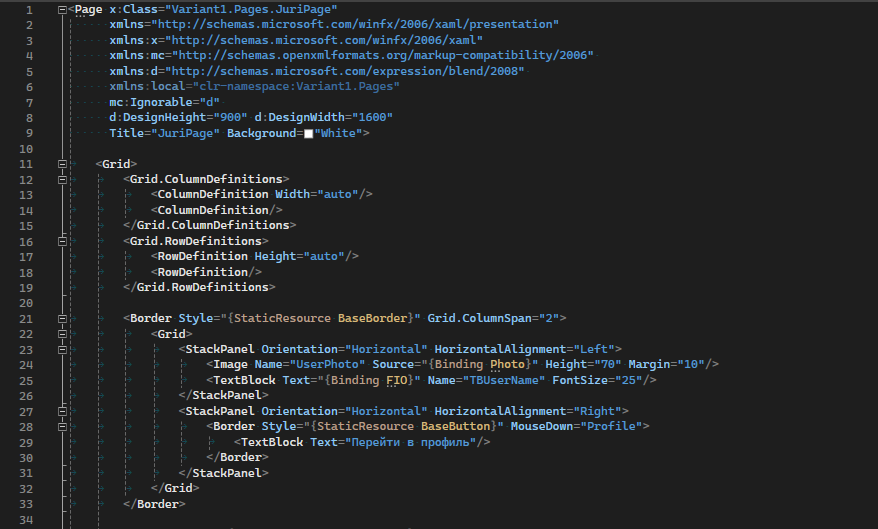 1 <Page x:Class="Variant1.Pages.JuriPage"
2 xmlns="http://schemas.microsoft.com/winfx/2006/xaml/presentation"
3 xmlns:x="http://schemas.microsoft.com/winfx/2006/xaml"
4 xmlns:mc="http://schemas.openxmlformats.org/markup-compatibility/2006"
5 xmlns:d="http://schemas.microsoft.com/expression/blend/2008"
6 xmlns:local="clr-namespace:Variant1.Pages"
7 mc:Ignorable="d"
8 d:DesignHeight="900" d:DesignWidth="1600"
9 Title="JuriPage" Background="White">
10
11 <Grid>
12 <Grid.ColumnDefinitions>
13 <ColumnDefinition Width="auto"/>
14 <ColumnDefinition/>
15 </Grid.ColumnDefinitions>
16 <Grid.RowDefinitions>
17 <RowDefinition Height="auto"/>
18 <RowDefinition/>
19 </Grid.RowDefinitions>
20
21 <Border Style="{StaticResource BaseBorder}" Grid.ColumnSpan="2">
22 <Grid>
23 <StackPanel Orientation="Horizontal" HorizontalAlignment="Left">
24 <Image Name="UserPhoto" Source="{Binding Photo}" Height="70" Margin="10"/>
25 <TextBlock Text="{Binding FIO}" Name="TBUserName" FontSize="25"/>
26 </StackPanel>
27 <StackPanel Orientation="Horizontal" HorizontalAlignment="Right">
28 <Border Style="{StaticResource BaseButton}" MouseDown="Profile">
29 <TextBlock Text="Перейти в профиль"/>
30 </Border>
31 </StackPanel>
32 </Grid>
33 </Border>
34